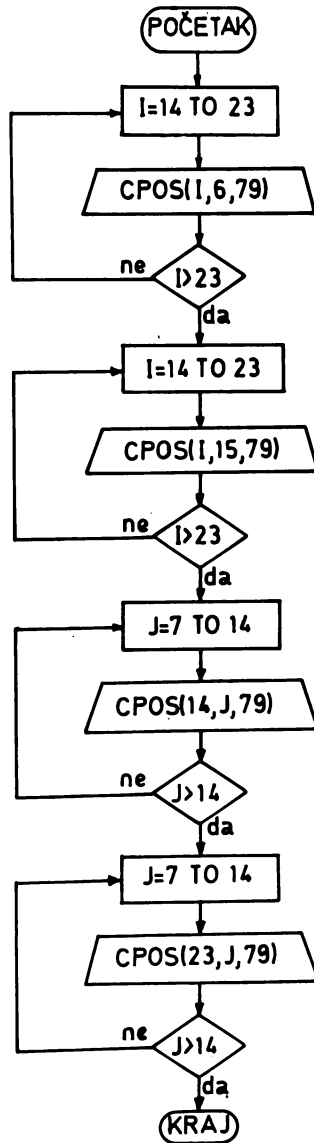 POČETAK
I=14 TO 23
CPOS(I,6,79)
ne
I>23
da
I=14 TO 23
CPOS(I,15,79)
ne
I>23
da
J=7 TO 14
CPOS(14,J,79)
ne
J>14
da
J=7 TO 14
CPOS(23,J,79)
ne
J>14
da
KRAJ